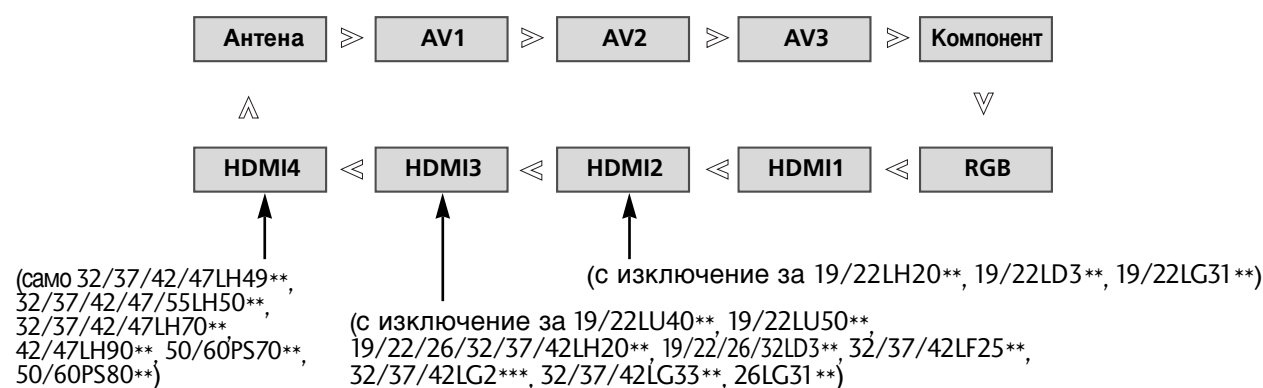 Антена AV1 AV2 AV3 Компонент
HDMI4 HDMI3 HDMI2 HDMI1 RGB
(само 32/37/42/47LH49**,
32/37/42/47/55LH50**,
32/37/42/47LH70**,
42/47LH90**, 50/60PS70**,
50/60PS80**)
(с изключение за 19/22LU40**, 19/22LU50**,
19/22/26/32/37/42LH20**, 19/22/26/32LD3**, 32/37/42LF25**,
32/37/42LG2***, 32/37/42LG33**, 26LG31**)
(с изключение за 19/22LH20**, 19/22LD3**, 19/22LG31**)